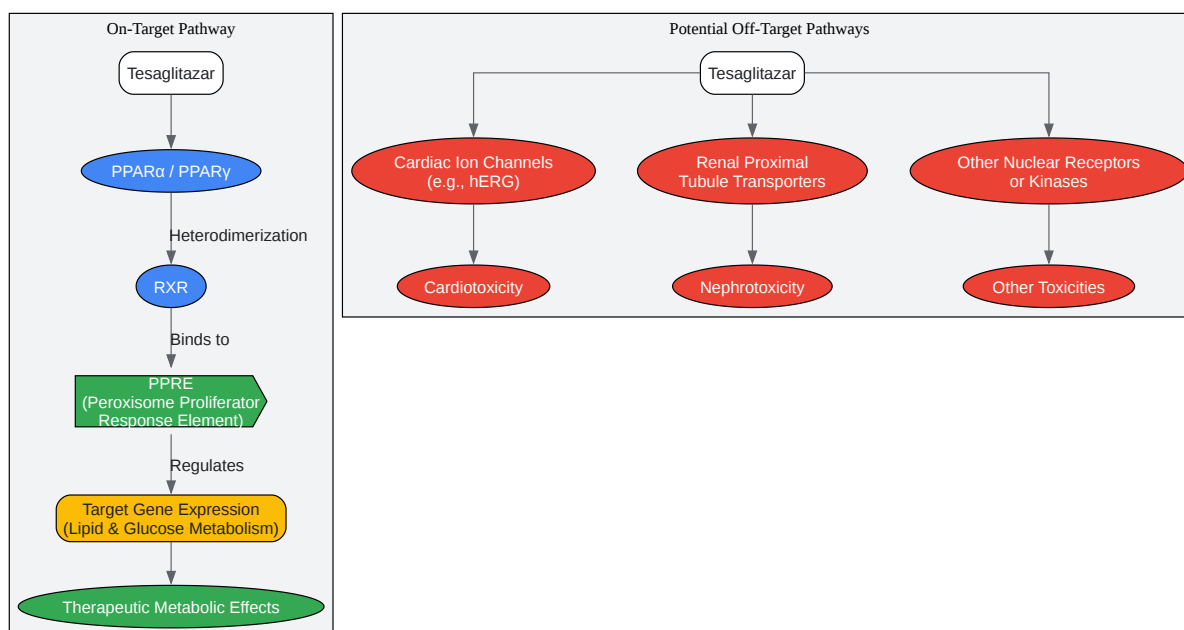 On-Target Pathway
Tesaglitazar
PPARα / PPARγ
Heterodimerization
RXR
Binds to
PPRE
(Peroxisome Proliferator
Response Element)
Regulates
Target Gene Expression
(Lipid & Glucose Metabolism)
Therapeutic Metabolic Effects
Potential Off-Target Pathways
Tesaglitazar
Cardiac Ion Channels
(e.g., hERG)
Renal Proximal
Tubule Transporters
Other Nuclear Receptors
or Kinases
Cardiotoxicity
Nephrotoxicity
Other Toxicities